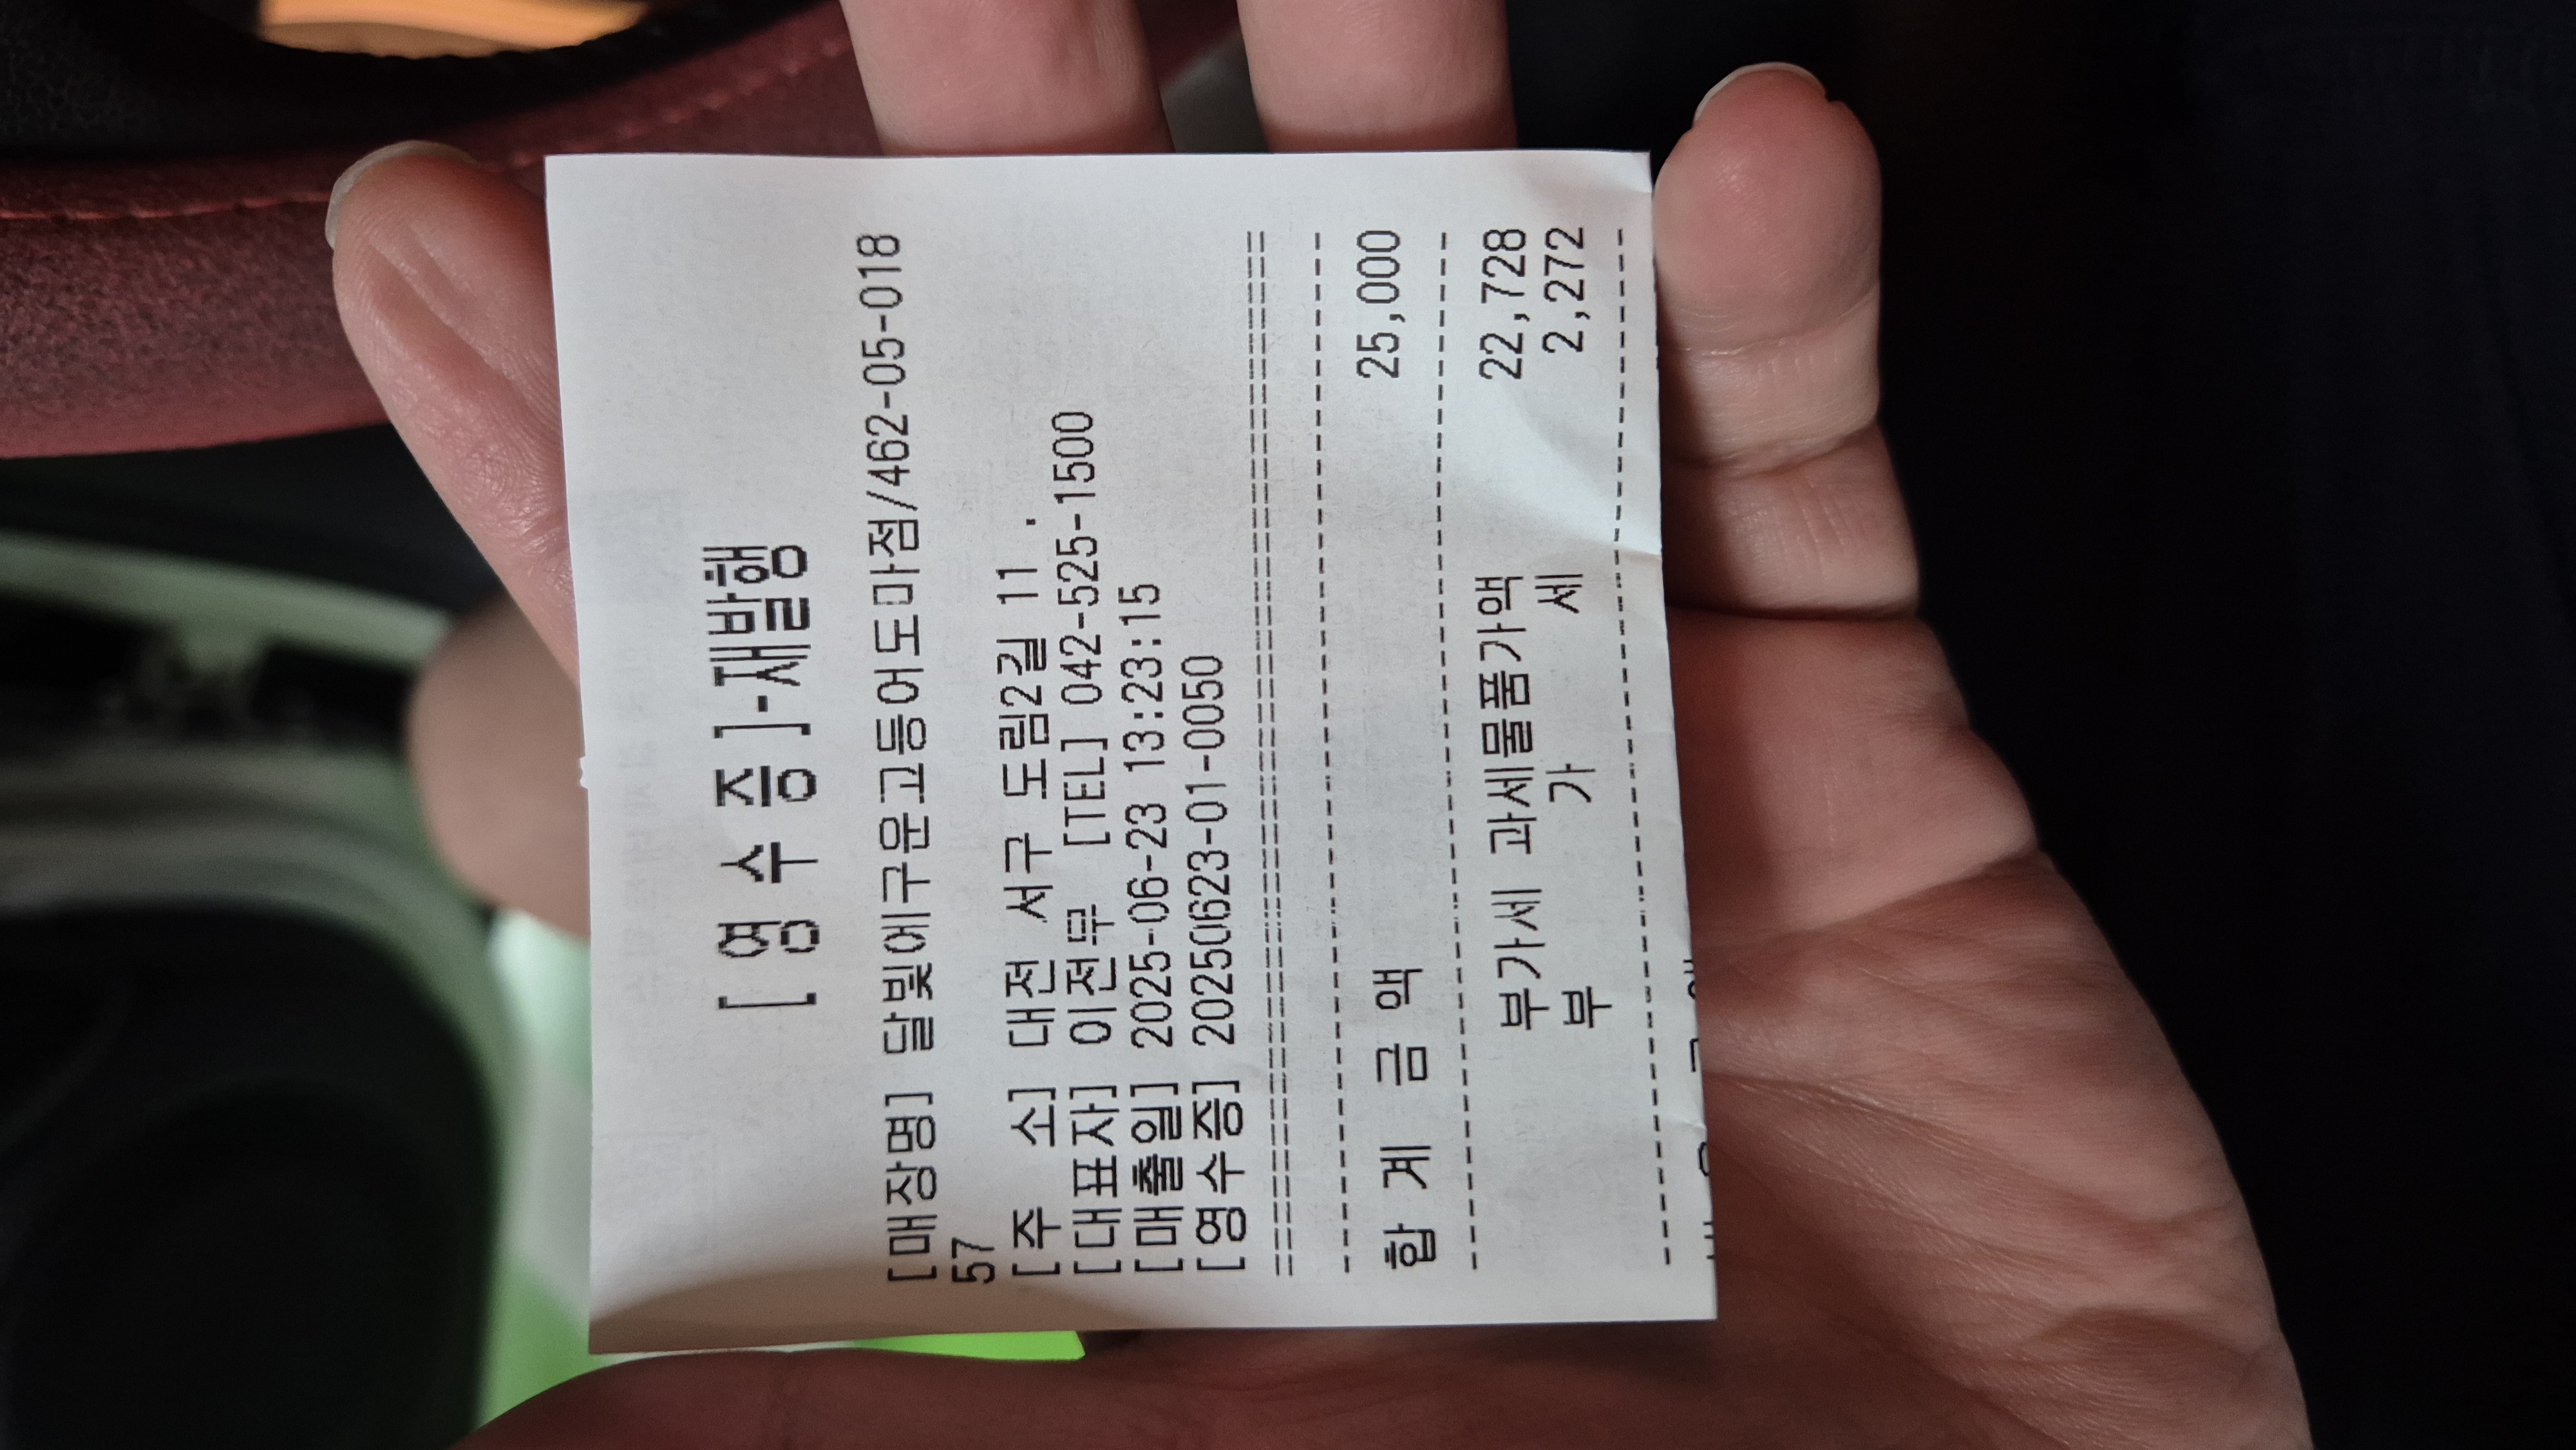 [ 영 수 증 ]-재발행
[매장명] 달빛에구운고등어도마점/462-05-018
57
[주 소] 대전 서구 도림2길 11 .
[대표자] 이전무 [TEL] 042-525-1500
[매출일] 2025-06-23 13:23:15
[영수증] 20250623-01-0050
==========================================
------------------------------------------
합 계 금 액 25,000
------------------------------------------
부가세 과세물품가액 22,728
부 가 세 2,272
------------------------------------------